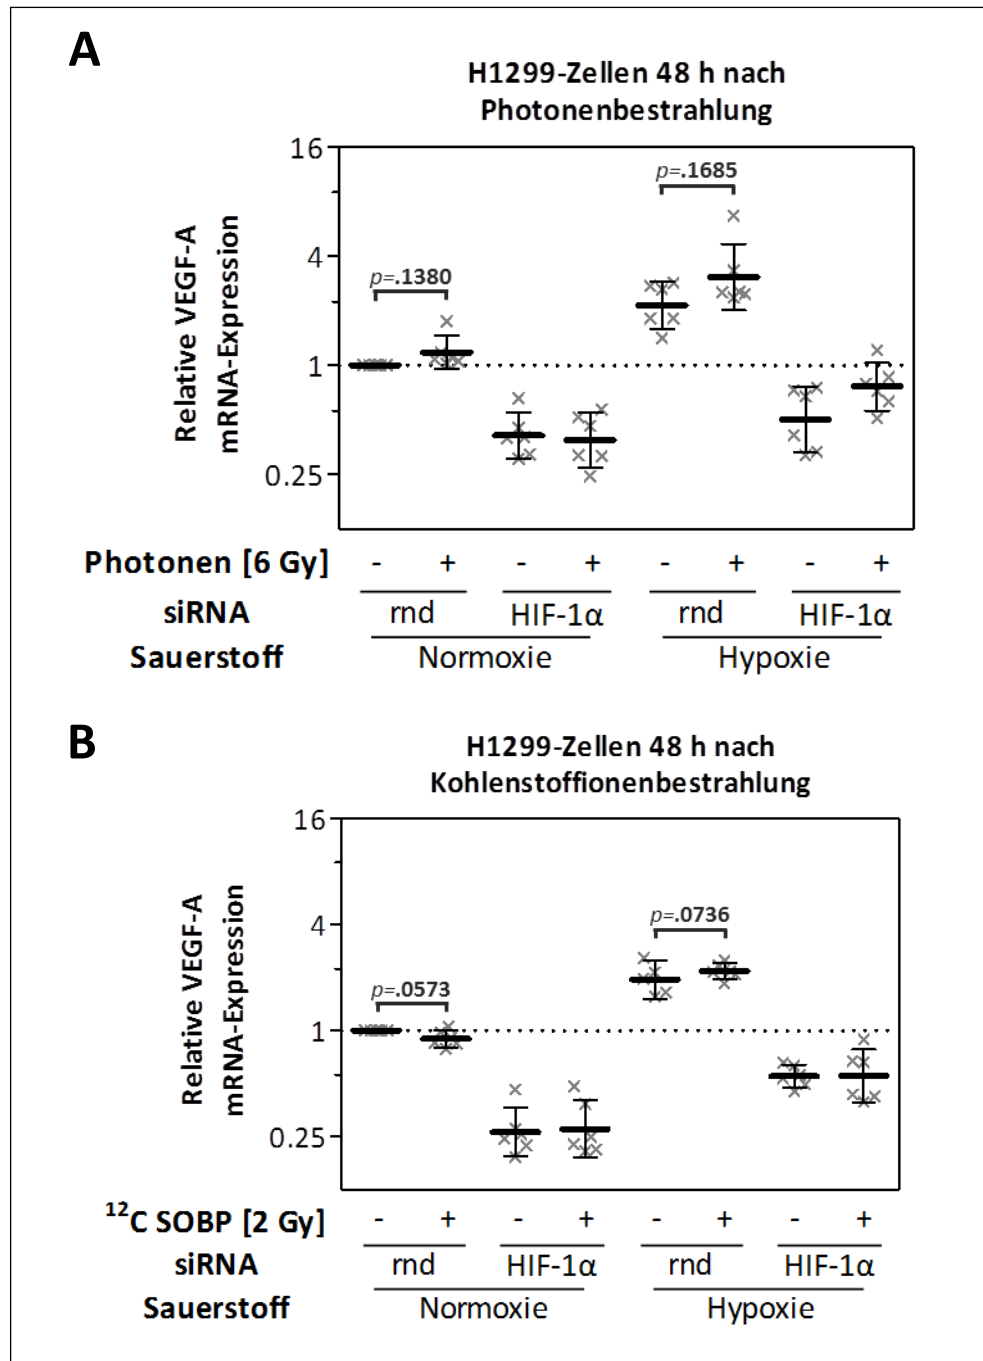 A
H1299-Zellen 48 h nach
Photonenbestrahlung
Relative VEGF-A
mRNA-Expression
16
4
1
0.25
p=.1380
p=.1685
Photonen [6 Gy] - + - + - + - +
siRNA rnd HIF-1α rnd HIF-1α
Sauerstoff Normoxie Hypoxie
B
H1299-Zellen 48 h nach
Kohlenstoffionenbestrahlung
Relative VEGF-A
mRNA-Expression
16
4
1
0.25
p=.0573
p=.0736
¹²C SOBP [2 Gy] - + - + - + - +
siRNA rnd HIF-1α rnd HIF-1α
Sauerstoff Normoxie Hypoxie